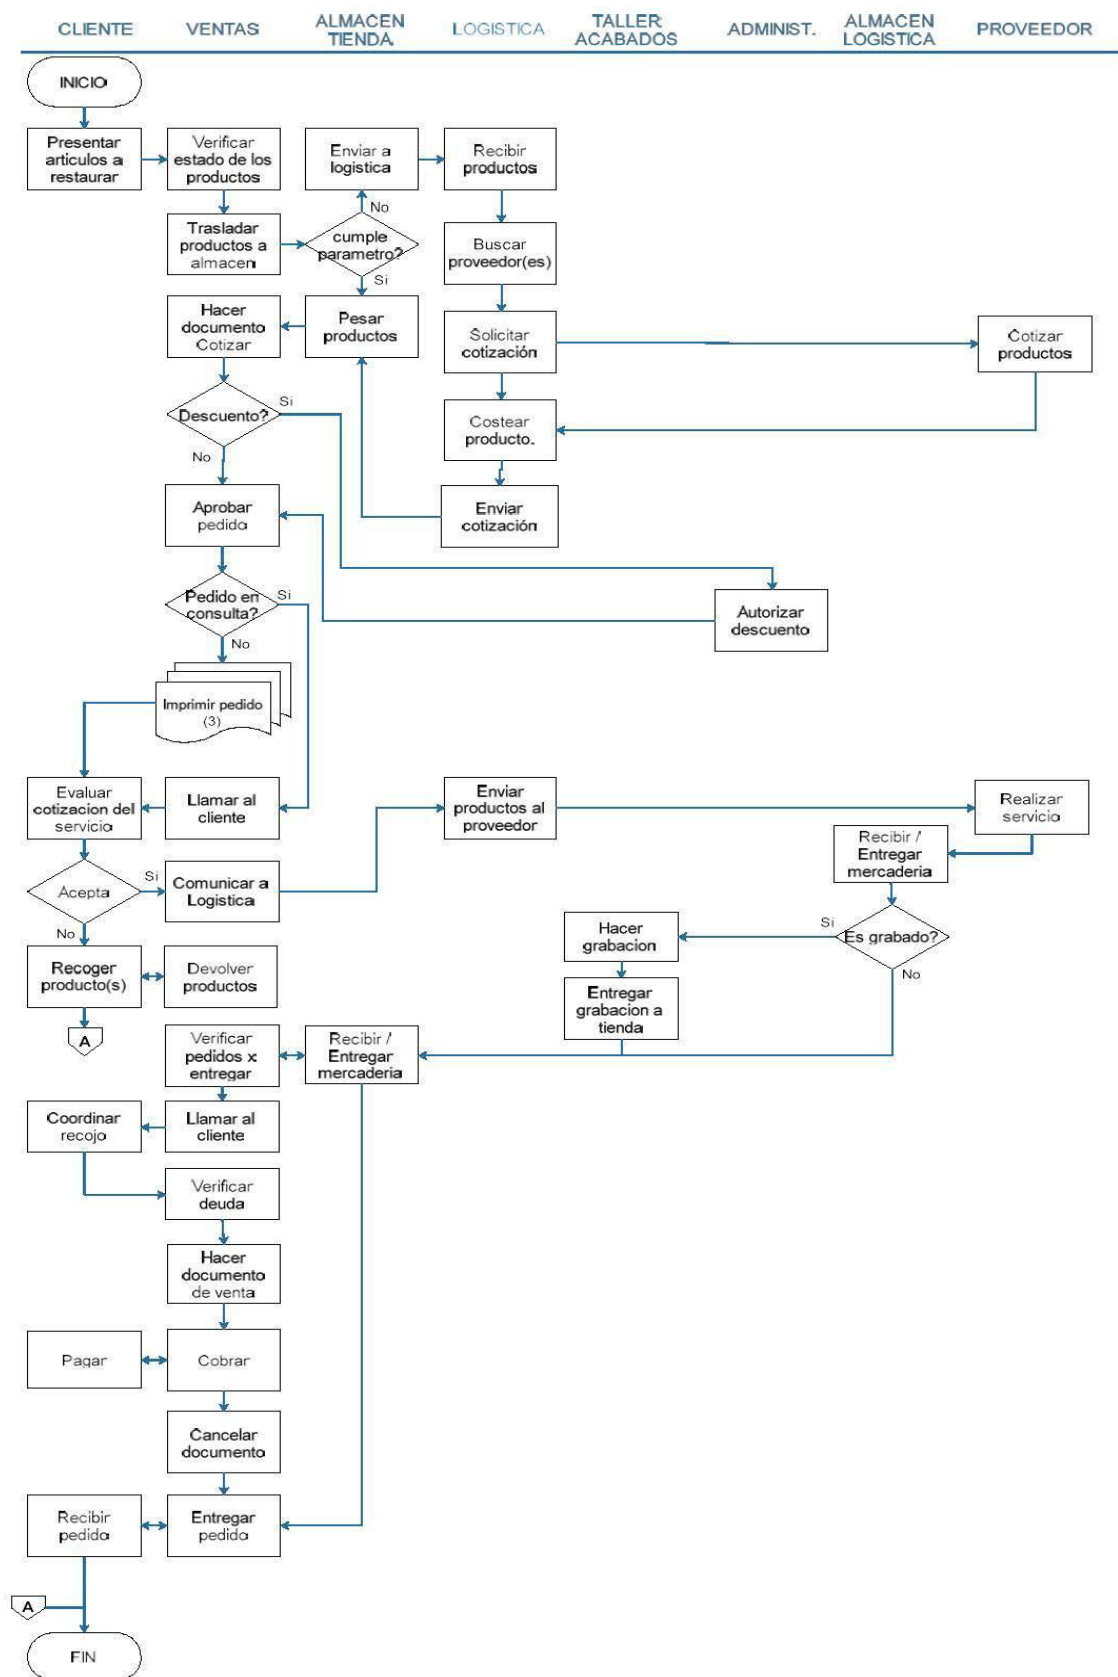 CLIENTE
VENTAS
ALMACEN
TIENDA
LOGISTICA
TALLER
ACABADOS
ADMINIST.
ALMACEN
LOGISTICA
PROVEEDOR
INICIO
Presentar
articulos a
restaurar
Verificar
estado de los
productos
Enviar a
logistica
Recibir
productos
No
Trasladar
productos a
almacen
cumple
parametro?
Buscar
proveedor(es)
Si
Hacer
documento
Cotizar
Pesar
productos
Solicitar
cotización
Cotizar
productos
Descuento?
Si
Costear
producto.
No
Aprobar
pedido
Enviar
cotización
Pedido en
consulta?
Si
Autorizar
descuento
No
Imprimir pedido
(3)
Evaluar
cotizacion del
servicia
Llamar al
cliente
Enviar
productos al
proveedor
Realizar
servicio
Recibir /
Entregar
mercaderia
Acepta
Si
Comunicar a
Logistica
No
Hacer
grabacion
Si
Es grabado?
No
Recoger
producto(s)
Devolver
productos
Entregar
grabacion a
tienda
A
Verificar
pedidos x
entregar
Recibir /
Entregar
mercaderia
Coordinar
recojo
Llamar al
cliente
Verificar
deuda
Hacer
documento
de venta
Pagar
Cobrar
Cancelar
documento
Recibir
pedido
Entregar
pedido
A
FIN